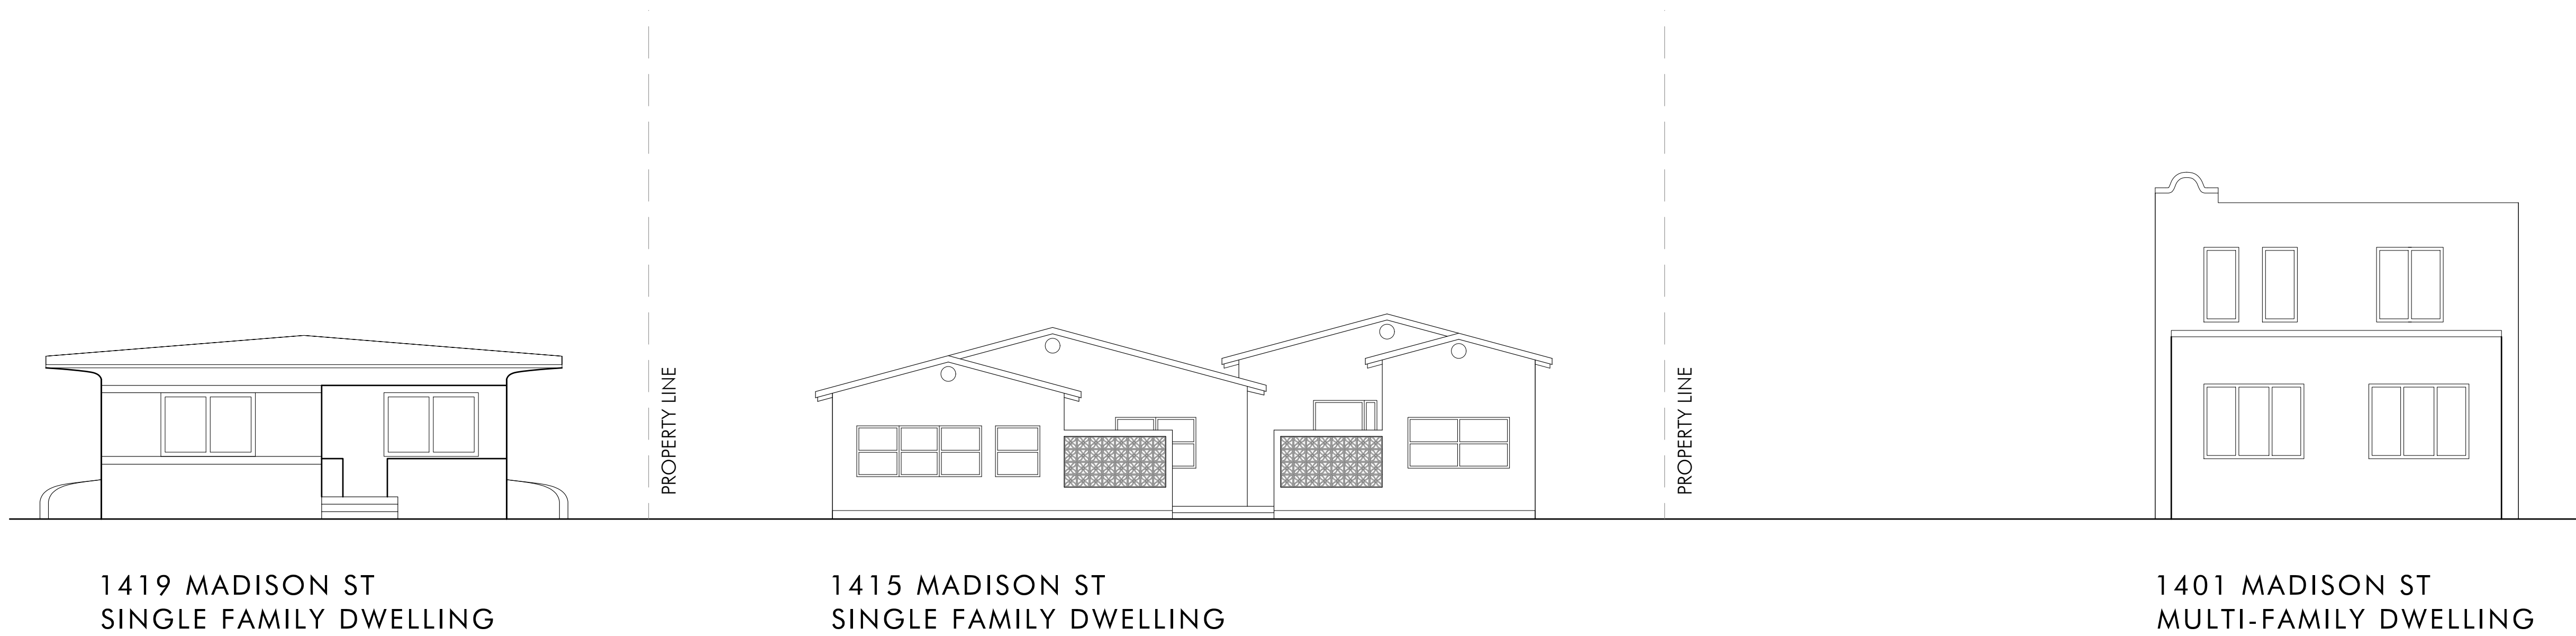 PROPERTY LINE
PROPERTY LINE
1419 MADISON ST
SINGLE FAMILY DWELLING
1415 MADISON ST
SINGLE FAMILY DWELLING
1401 MADISON ST
MULTI-FAMILY DWELLING